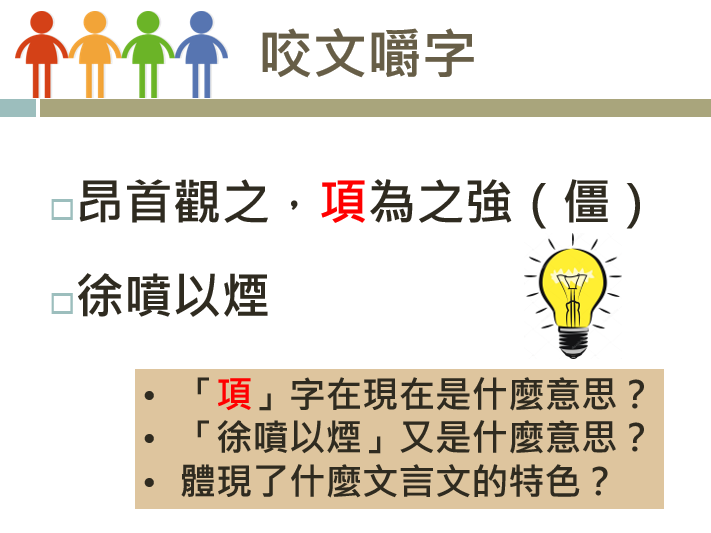 咬文嚼字
昂首觀之，項為之強（僵）
徐噴以煙
• 「項」字在現在是什麼意思？
• 「徐噴以煙」又是什麼意思？
• 體現了什麼文言文的特色？